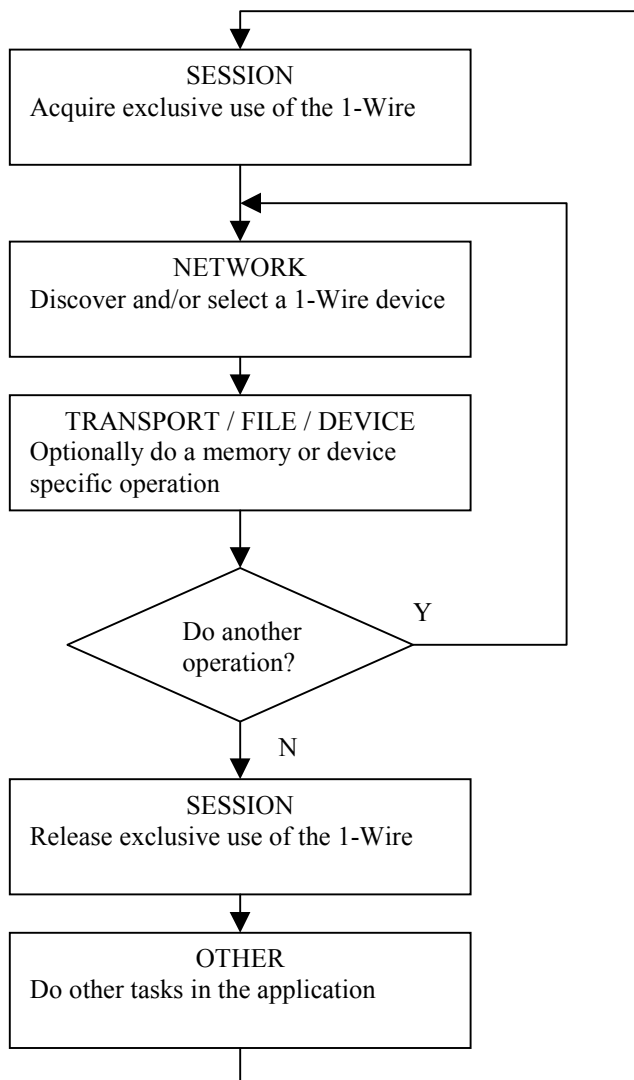 SESSION
Acquire exclusive use of the 1-Wire
NETWORK
Discover and/or select a 1-Wire device
TRANSPORT / FILE / DEVICE
Optionally do a memory or device
specific operation
Do another
operation?
Y
N
SESSION
Release exclusive use of the 1-Wire
OTHER
Do other tasks in the application